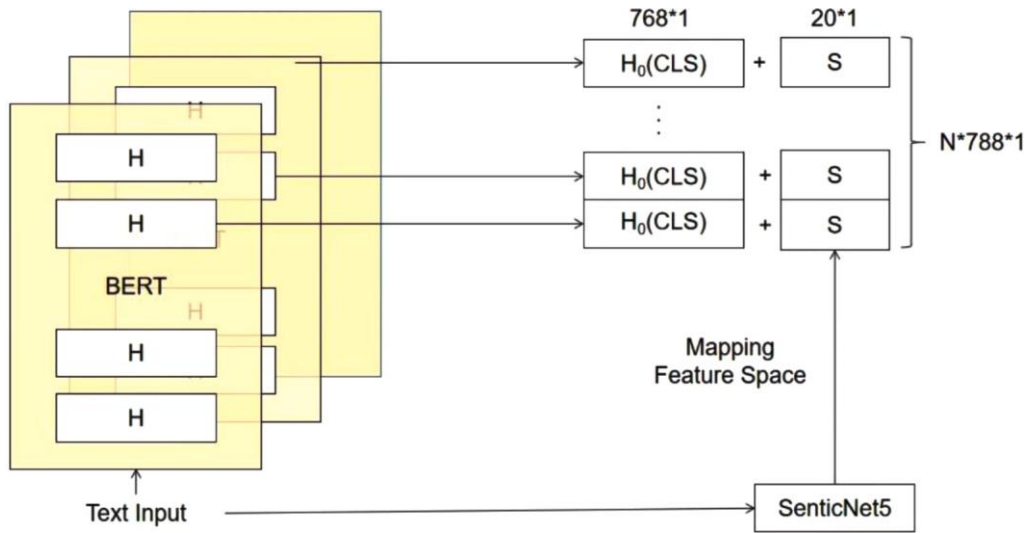 768*1 20*1
H₀(CLS) + S
H
H
H₀(CLS) + S
N*788*1
H
H₀(CLS) + S
BERT
H
H
Mapping
Feature Space
H
Text Input
SenticNet5